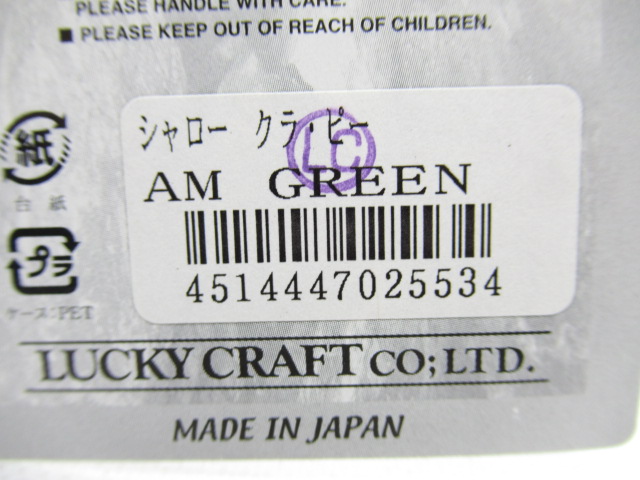 PLEASE HANDLE WITH CARE.
■ PLEASE KEEP OUT OF REACH OF CHILDREN.
シャロー クラ・ピー
LC
AM GREEN
4514447025534
紙
台紙
プラ
ケース:PET
LUCKY CRAFT CO;LTD.
MADE IN JAPAN